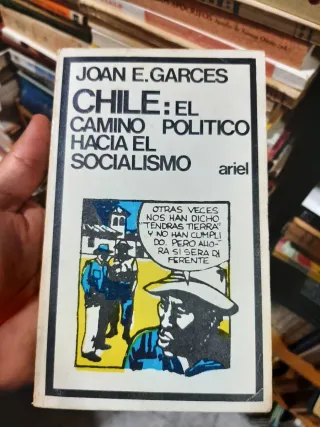 JOAN E. GARCES
CHILE: EL
CAMINO POLITICO
HACIA EL
SOCIALISMO ariel
OTRAS VECES
NOS HAN DICHO
"TENDRAS TIERRA"
Y NO HAN CUMPLI
DO. PERO AHO-
RA SI SERA DI
FERENTE